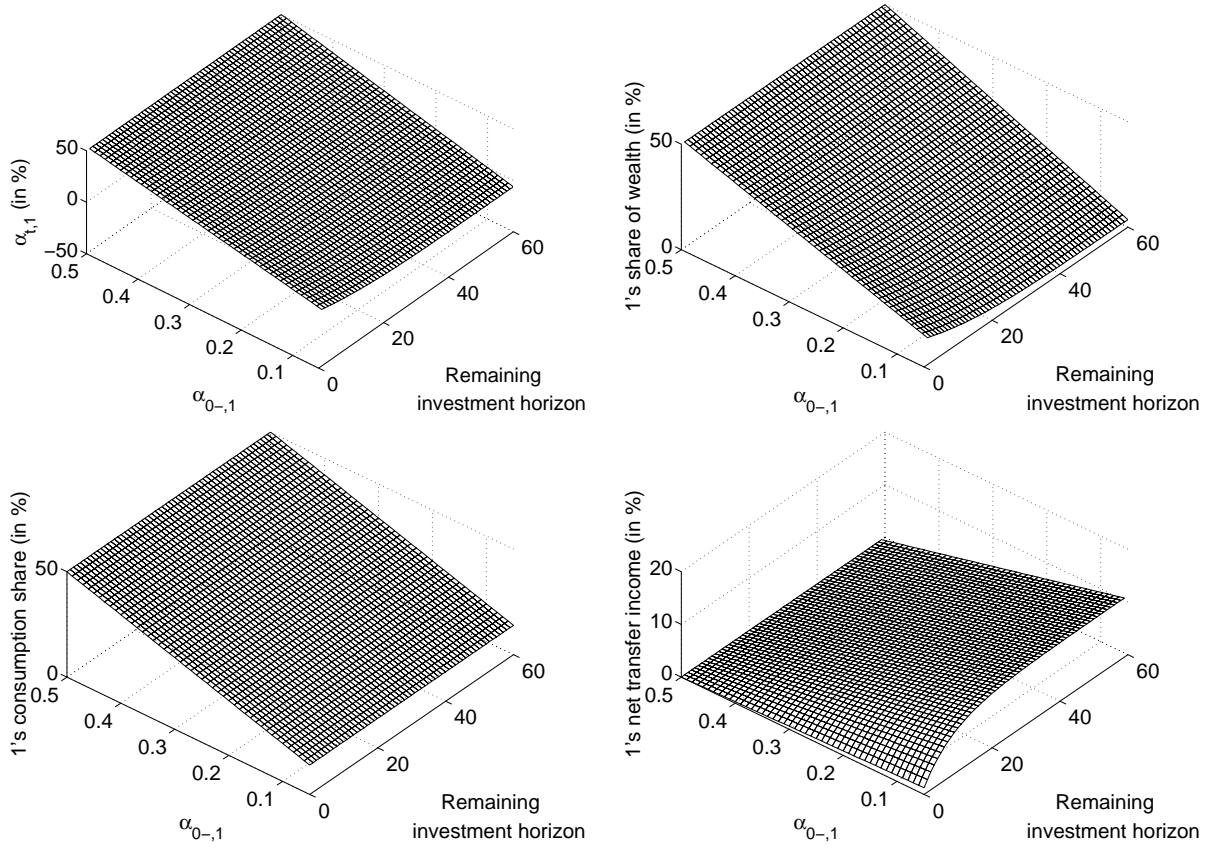 α_{t,1} (in %)
50
0
−50
0.5
0.4
0.3
0.2
0.1
α_{0−,1}
0
20
40
60
Remaining
investment horizon
1's share of wealth (in %)
50
0
0.5
0.4
0.3
0.2
0.1
α_{0−,1}
0
20
40
60
Remaining
investment horizon
1's consumption share (in %)
50
0
0.5
0.4
0.3
0.2
0.1
α_{0−,1}
0
20
40
60
Remaining
investment horizon
1's net transfer income (in %)
20
10
0
0.5
0.4
0.3
0.2
0.1
α_{0−,1}
0
20
40
60
Remaining
investment horizon